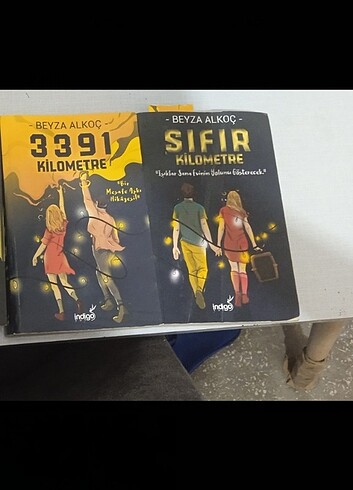 - BEYZA ALKOÇ -
3391
KİLOMETRE
"Bir
Mesafe Aşkı
Hikâyesi"
indigo
- BEYZA ALKOÇ -
SIFIR
KİLOMETRE
"Işıklar Sana Evinin Yolunu Gösterecek."
indigo